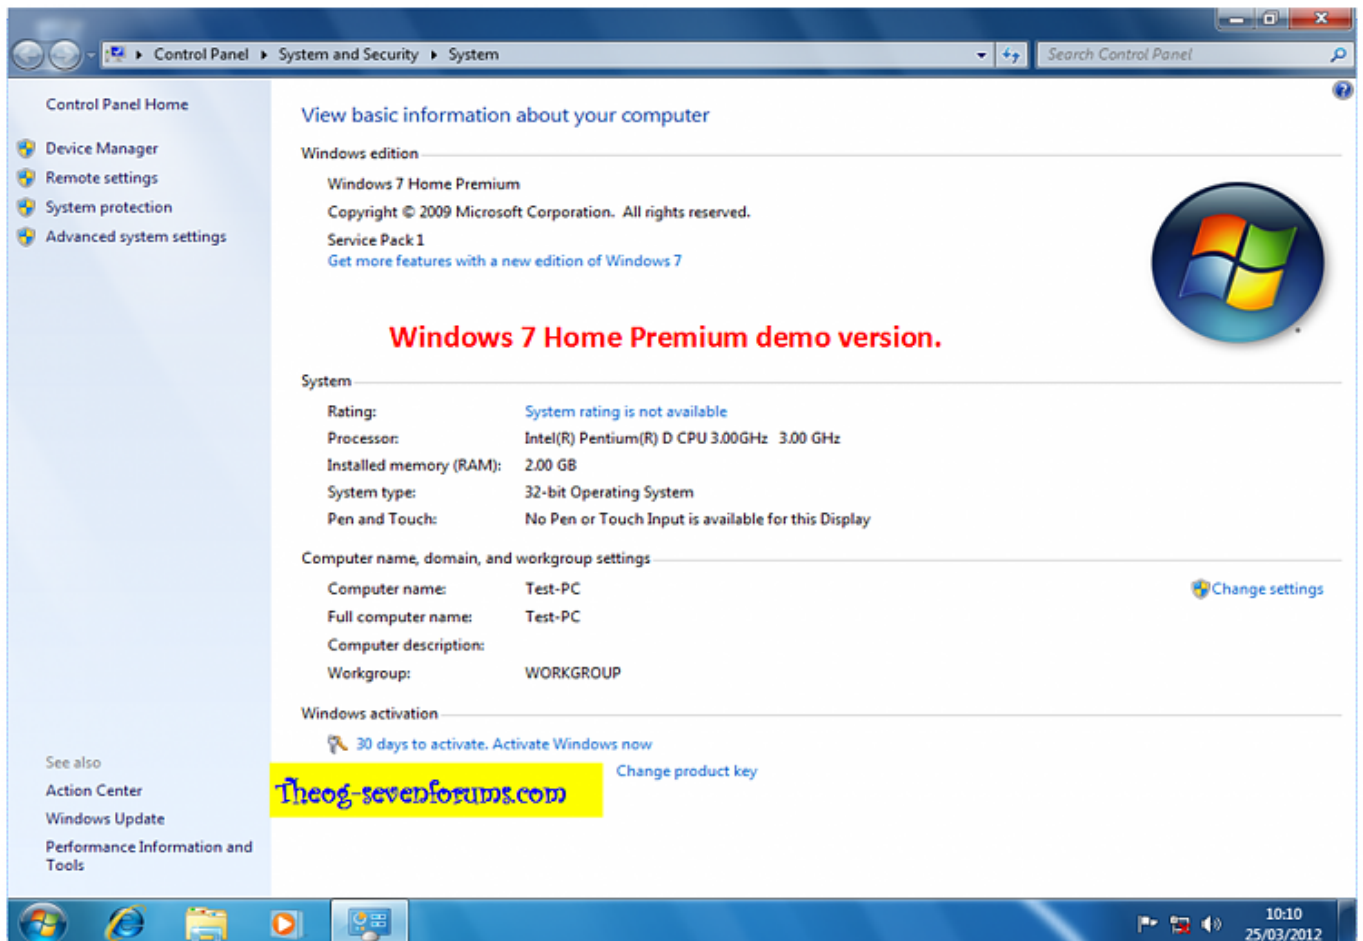 Control Panel ▸ System and Security ▸ System
Search Control Panel
Control Panel Home
Device Manager
Remote settings
System protection
Advanced system settings
View basic information about your computer
Windows edition
Windows 7 Home Premium
Copyright © 2009 Microsoft Corporation.  All rights reserved.
Service Pack 1
Get more features with a new edition of Windows 7
Windows 7 Home Premium demo version.
System
Rating: System rating is not available
Processor: Intel(R) Pentium(R) D CPU 3.00GHz   3.00 GHz
Installed memory (RAM): 2.00 GB
System type: 32-bit Operating System
Pen and Touch: No Pen or Touch Input is available for this Display
Computer name, domain, and workgroup settings
Computer name: Test-PC
Change settings
Full computer name: Test-PC
Computer description:
Workgroup: WORKGROUP
Windows activation
30 days to activate. Activate Windows now
Change product key
Theog-sevenforums.com
See also
Action Center
Windows Update
Performance Information and
Tools
10:10
25/03/2012